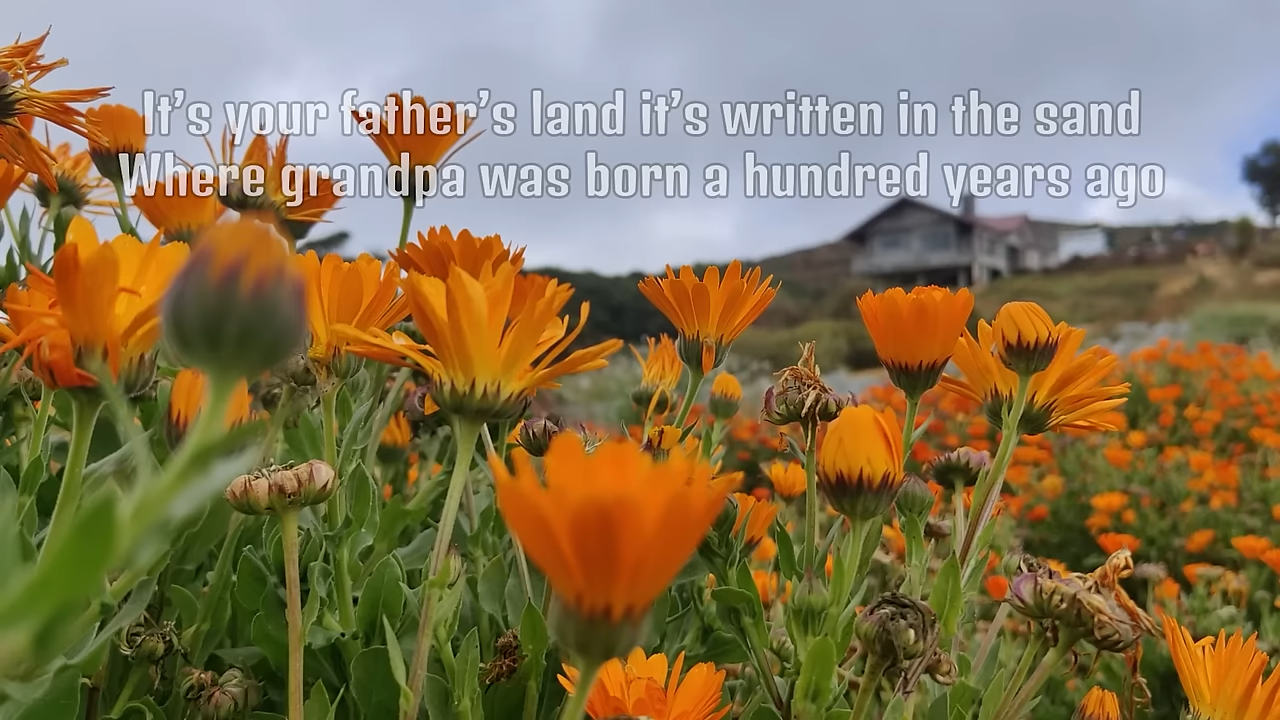 It's your father's land it's written in the sand
Where grandpa was born a hundred years ago